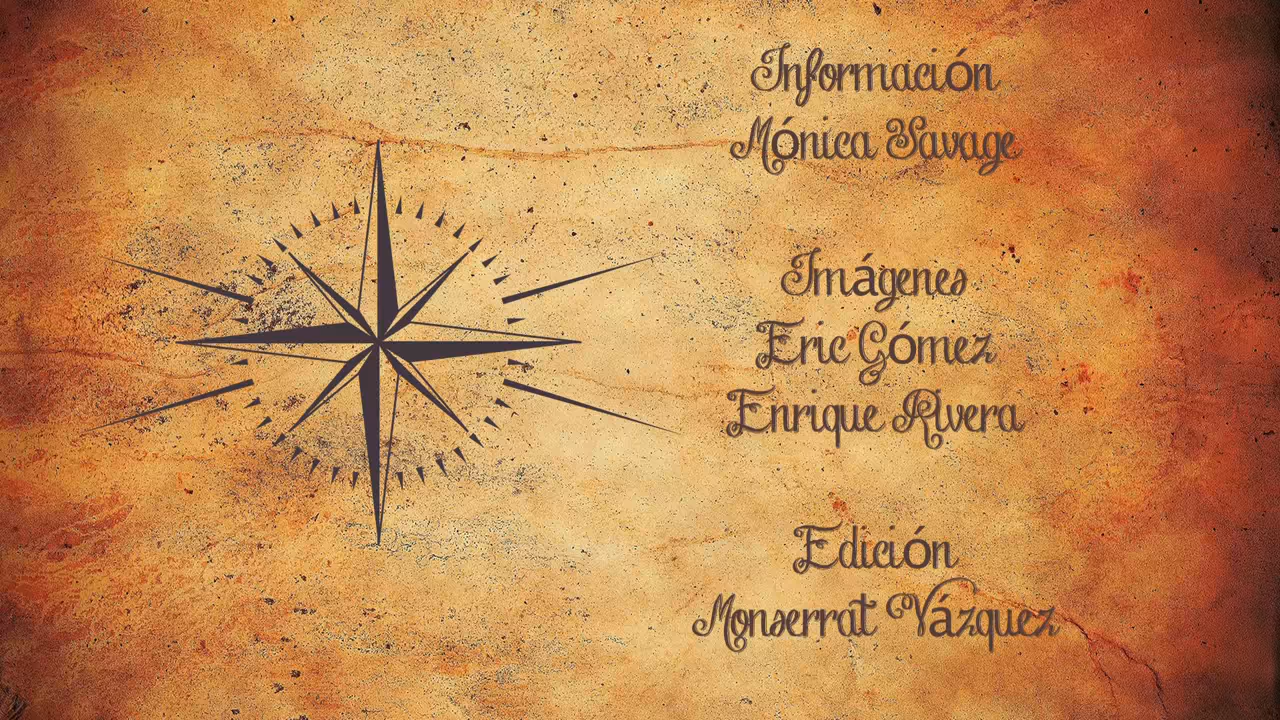 Información
Mónica Savage
Imágenes
Eric Gómez
Enrique Rivera
Edición
Monserrat Vázquez